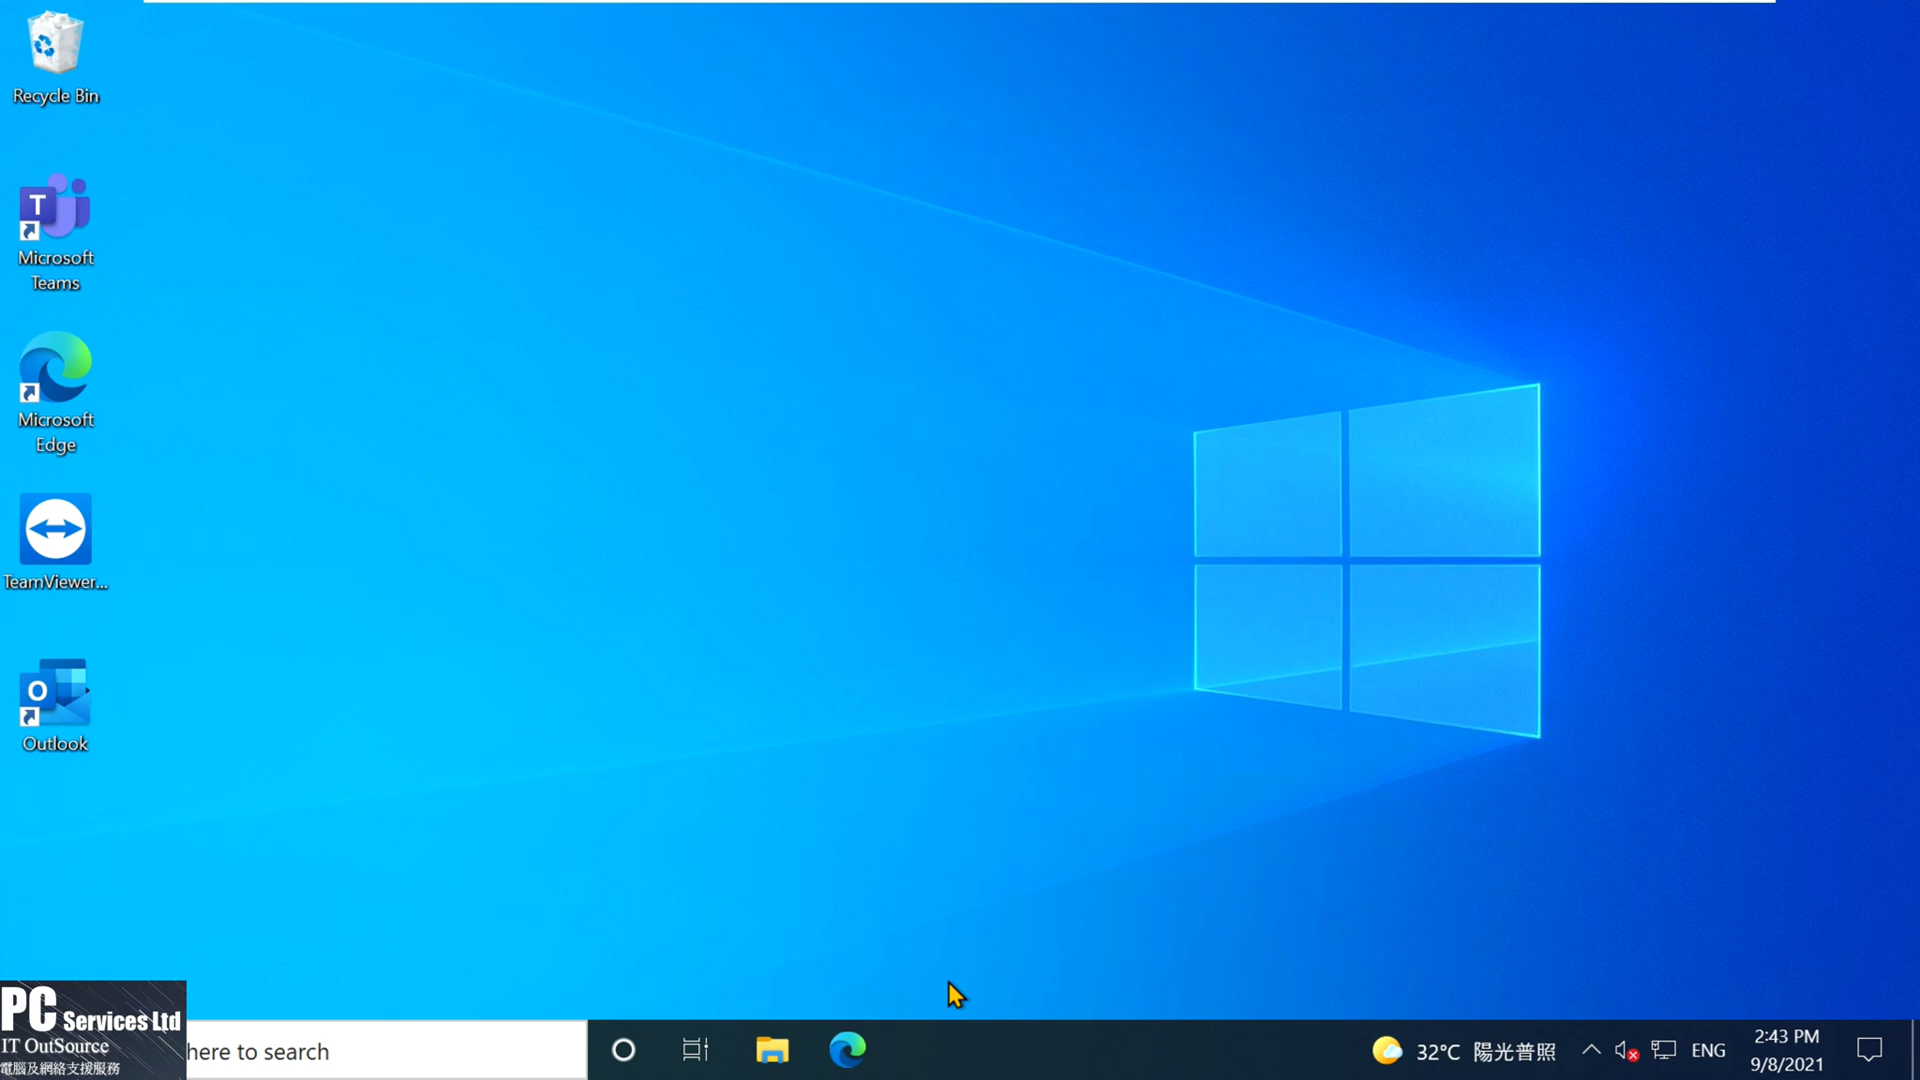 Recycle Bin
Microsoft
Teams
Microsoft
Edge
TeamViewer...
Outlook
PC Services Ltd
IT OutSource
電腦及網絡支援服務
here to search
32°C 陽光普照
ENG
2:43 PM
9/8/2021